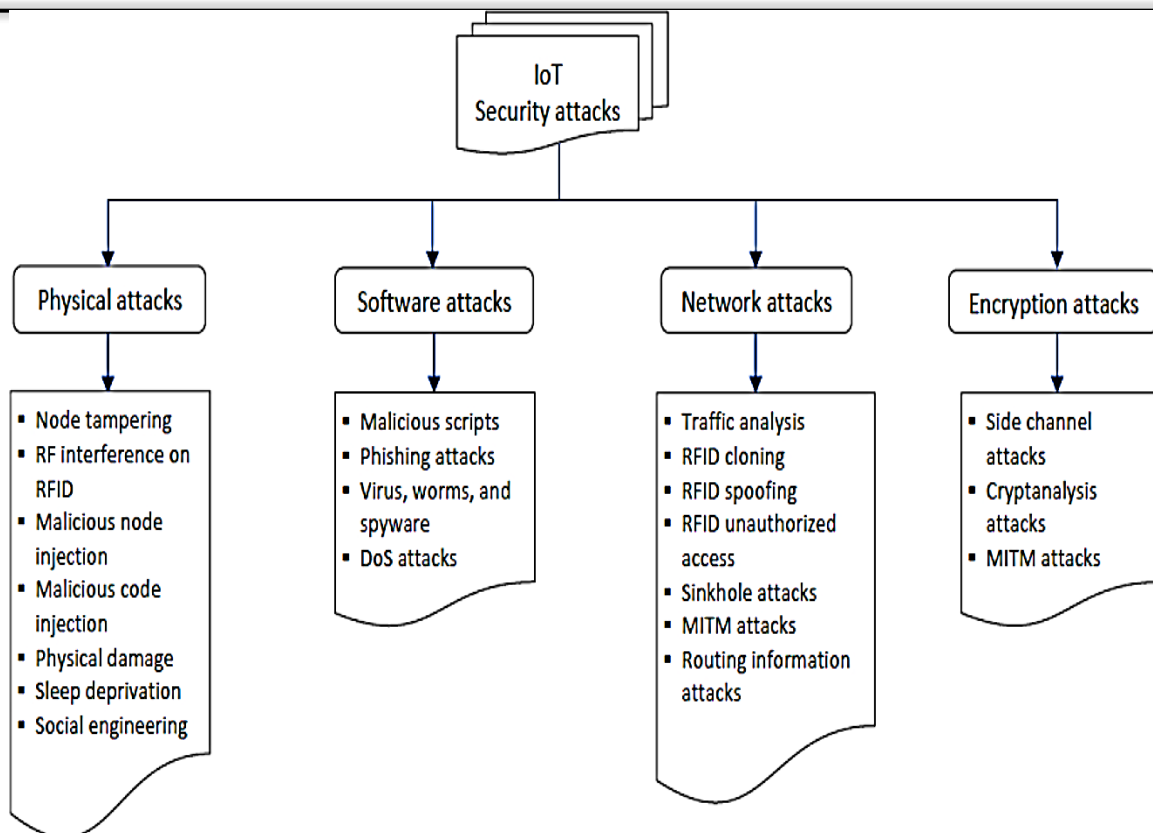 IoT
Security attacks
Physical attacks
Software attacks
Network attacks
Encryption attacks
▪ Node tampering
▪ RF interference on
RFID
▪ Malicious node
injection
▪ Malicious code
injection
▪ Physical damage
▪ Sleep deprivation
▪ Social engineering
▪ Malicious scripts
▪ Phishing attacks
▪ Virus, worms, and
spyware
▪ DoS attacks
▪ Traffic analysis
▪ RFID cloning
▪ RFID spoofing
▪ RFID unauthorized
access
▪ Sinkhole attacks
▪ MITM attacks
▪ Routing information
attacks
▪ Side channel
attacks
▪ Cryptanalysis
attacks
▪ MITM attacks